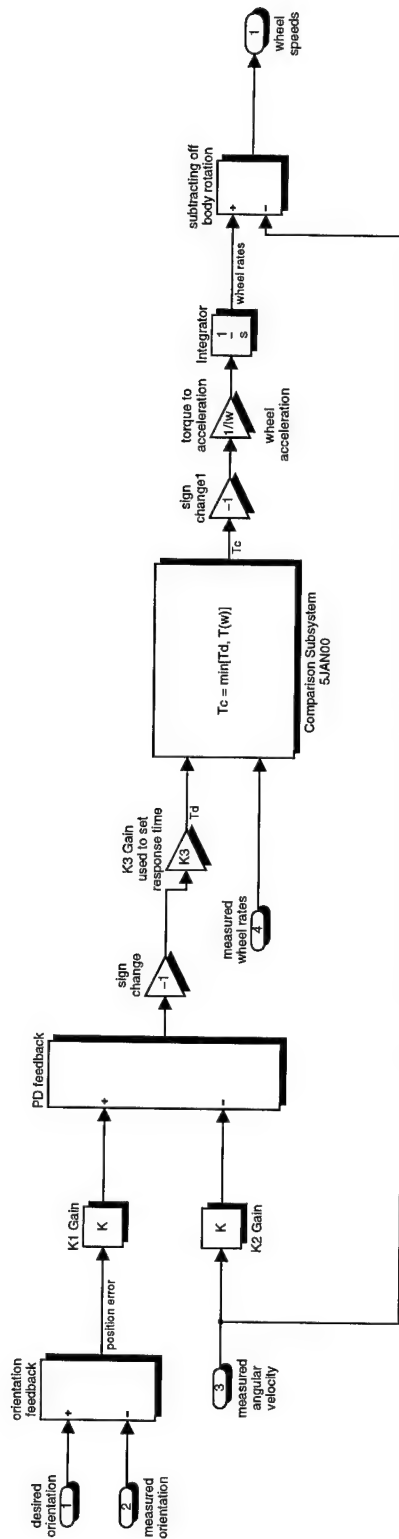 desired
orientation
1
2
measured
orientation
orientation
feedback
+
-
position error
K1 Gain
K
3
measured
angular
velocity
K
K2 Gain
PD feedback
+
-
sign
change
-1
K3 Gain
used to set
response time
K3
Td
measured
wheel rates
4
Tc = min[Td, T(w)]
Comparison Subsystem
5JAN00
Tc
sign
change1
-1
torque to
acceleration
1/Iw
wheel
acceleration
Integrator
1
-
s
wheel rates
subtracting off
body rotation
+
-
1
wheel
speeds